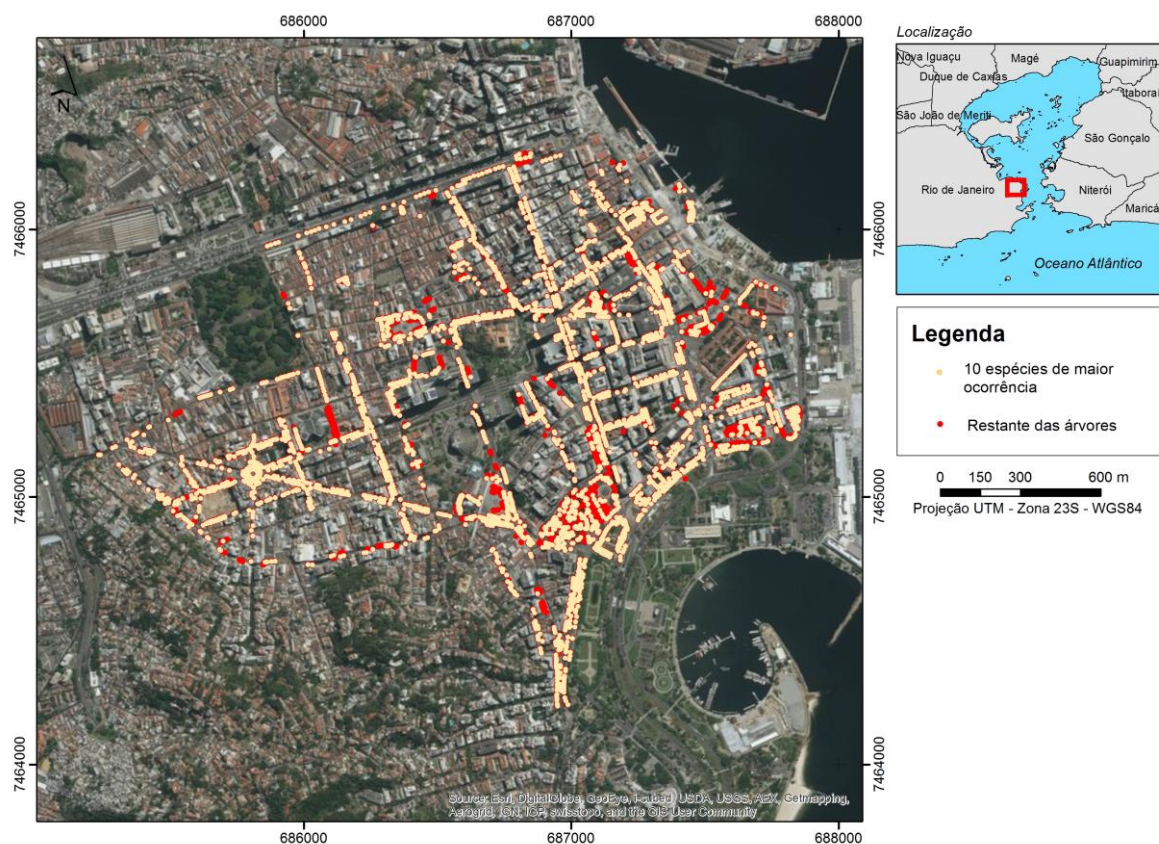 686000
687000
688000
7466000
7465000
7464000
N
7466000
7465000
7464000
Source: Esri, DigitalGlobe, GeoEye, i-cubed, USDA, USGS, AEX, Getmapping,
Aerogrid, IGN, IGP, swisstopo, and the GIS User Community
686000
687000
688000
Localização
Nova Iguaçu
Magé
Guapimirim
Duque de Caxias
Itaboraí
São João de Meriti
São Gonçalo
Rio de Janeiro
Niterói
Maricá
Oceano Atlântico
Legenda
10 espécies de maior
ocorrência
Restante das árvores
0 150 300 600 m
Projeção UTM - Zona 23S - WGS84